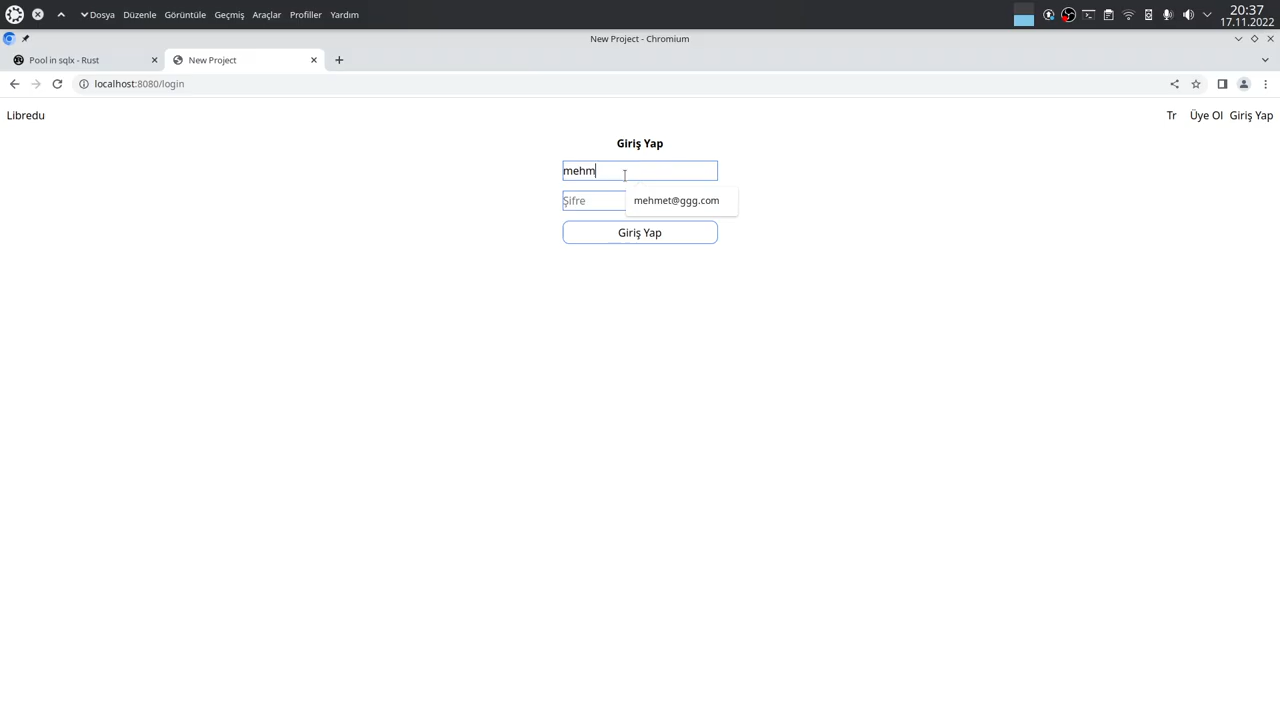 Dosya Düzenle Görüntüle Geçmiş Araçlar Profiller Yardım
20:37
17.11.2022
New Project - Chromium
Pool in sqlx - Rust New Project
localhost:8080/login
Libredu Tr Üye Ol Giriş Yap
Giriş Yap
mehm
Şifre mehmet@ggg.com
Giriş Yap